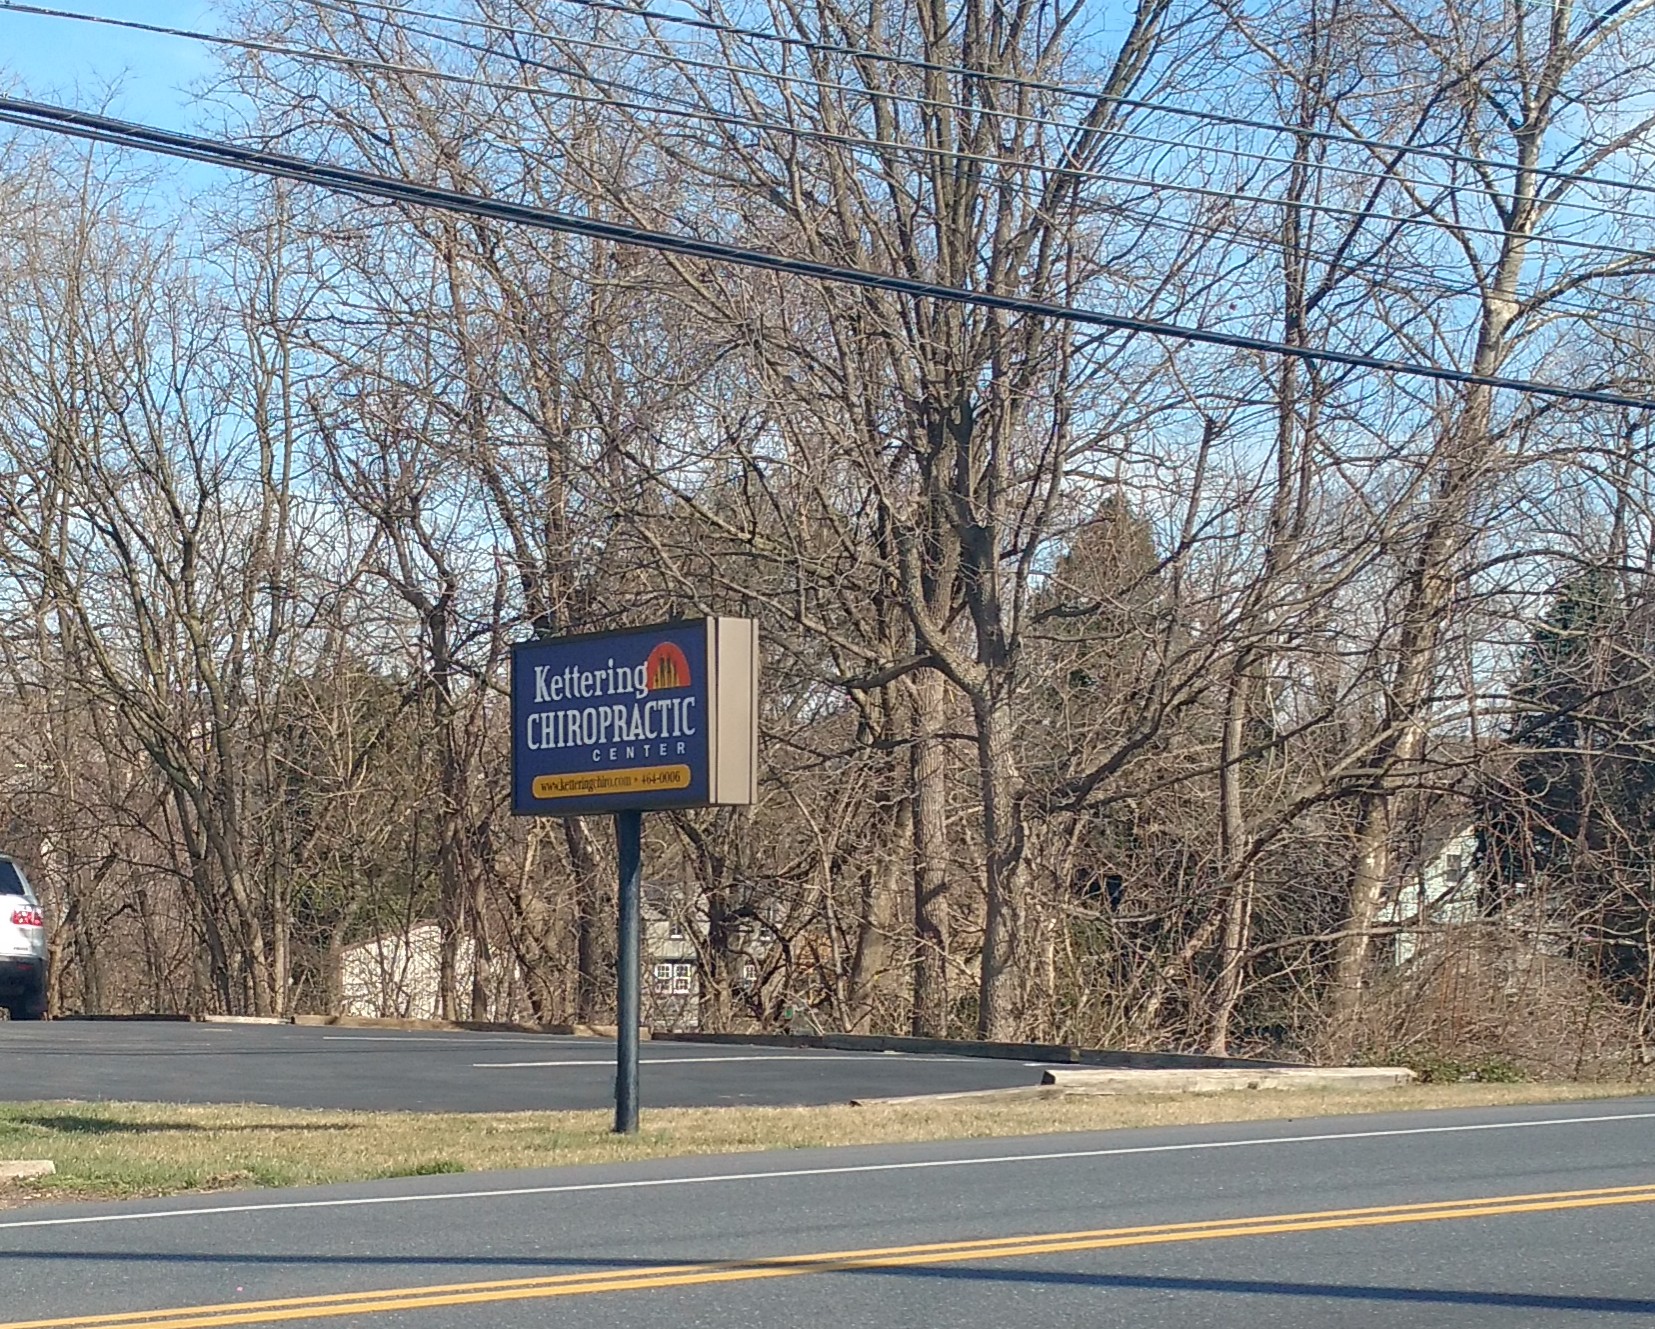 Kettering
CHIROPRACTIC
CENTER
www.ketteringchiro.com • 464-0006